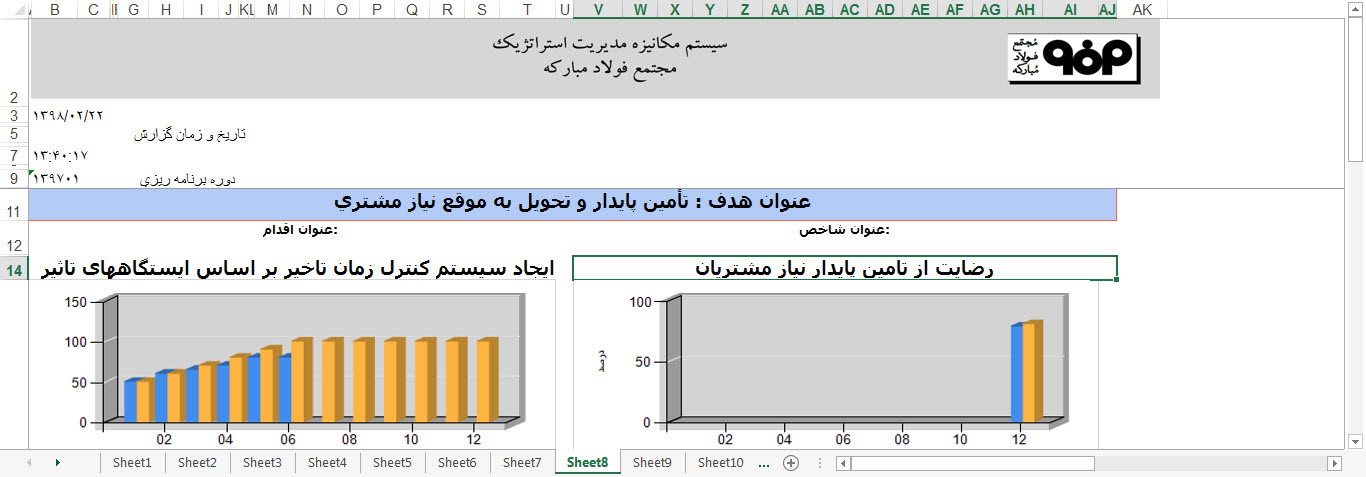 B C G H I J K L M N O P Q R S T U V W X Y Z AA AB AC AD AE AF AG AH AI AJ AK
سیستم مکانیزه مدیریت استراتژیک
مجتمع فولاد مبارکه
مجتمع
فولاد
مبارکه
2
3 ۱۳۹۸/۰۲/۲۲
5 تاریخ و زمان گزارش
7 ۱۳:۴۰:۱۷
9 ۱۳۹۷۰۱ دوره برنامه ریزي
11 عنوان هدف : تأمین پایدار و تحویل به موقع نیاز مشتري
12 عنوان شاخص: عنوان اقدام:
14 رضایت از تامین پایدار نیاز مشتریان
ایجاد سیستم کنترل زمان تاخیر بر اساس ایستگاههای تاثیر
150
100
50
0
02 04 06 08 10 12
درصد
100
50
0
02 04 06 08 10 12
Sheet1 Sheet2 Sheet3 Sheet4 Sheet5 Sheet6 Sheet7 Sheet8 Sheet9 Sheet10 ...